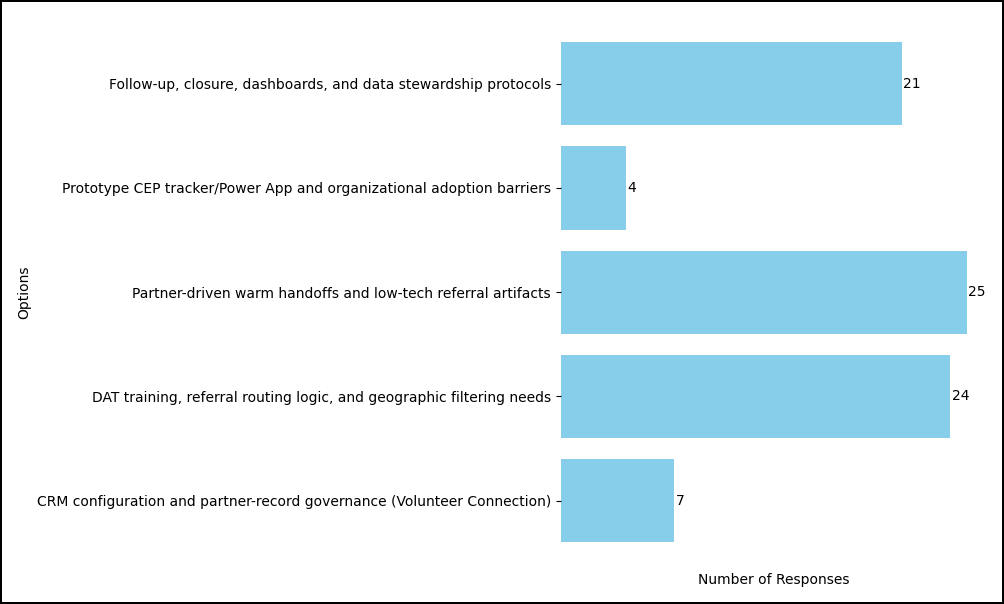 Follow-up, closure, dashboards, and data stewardship protocols
21
Prototype CEP tracker/Power App and organizational adoption barriers
4
Partner-driven warm handoffs and low-tech referral artifacts
25
DAT training, referral routing logic, and geographic filtering needs
24
CRM configuration and partner-record governance (Volunteer Connection)
7
Options
Number of Responses